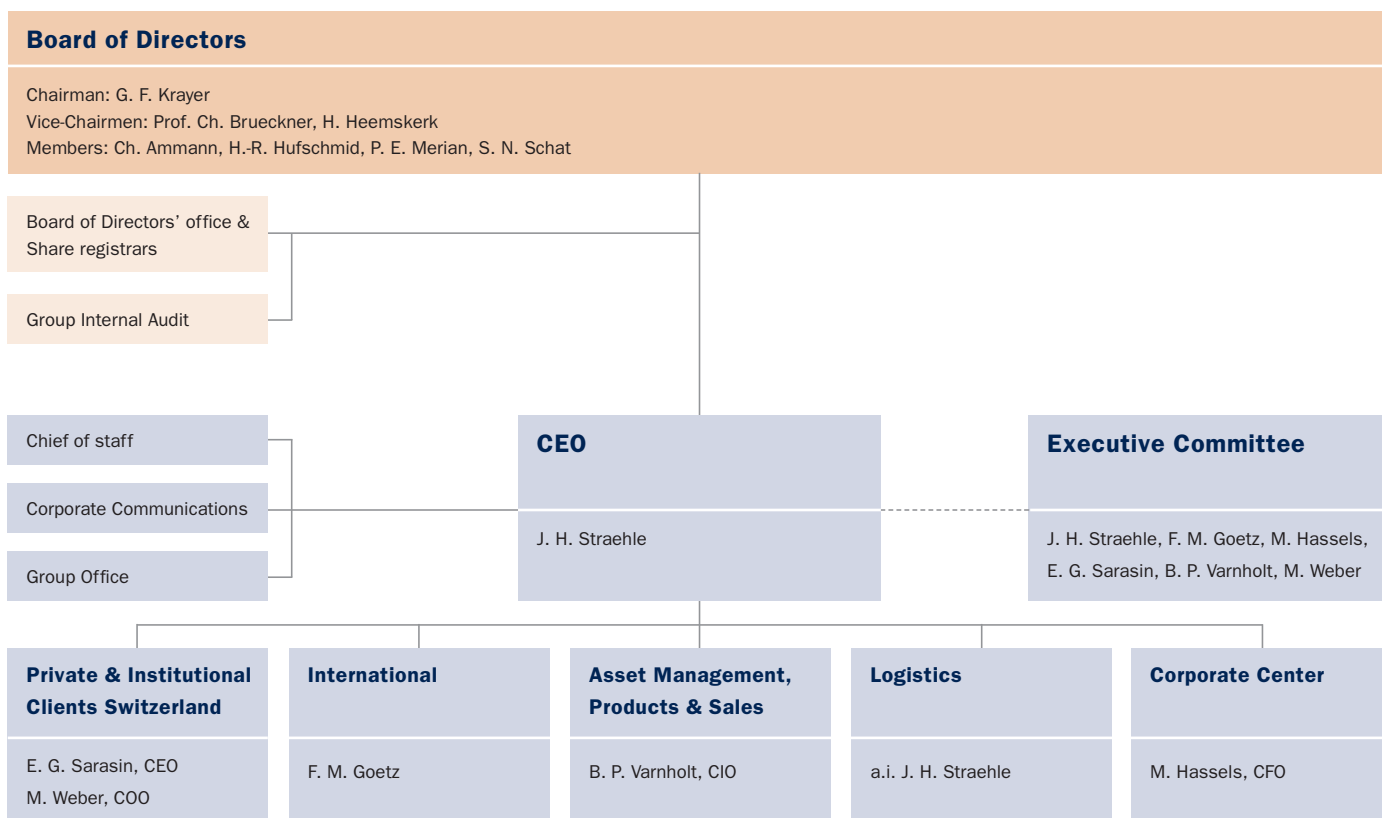 Board of Directors
Chairman: G. F. Krayer
Vice-Chairmen: Prof. Ch. Brueckner, H. Heemskerk
Members: Ch. Ammann, H.-R. Hufschmid, P. E. Merian, S. N. Schat
Board of Directors’ office &
Share registrars
Group Internal Audit
Chief of staff
Corporate Communications
Group Office
CEO
J. H. Straehle
Executive Committee
J. H. Straehle, F. M. Goetz, M. Hassels,
E. G. Sarasin, B. P. Varnholt, M. Weber
Private & Institutional
Clients Switzerland
E. G. Sarasin, CEO
M. Weber, COO
International
F. M. Goetz
Asset Management,
Products & Sales
B. P. Varnholt, CIO
Logistics
a.i. J. H. Straehle
Corporate Center
M. Hassels, CFO